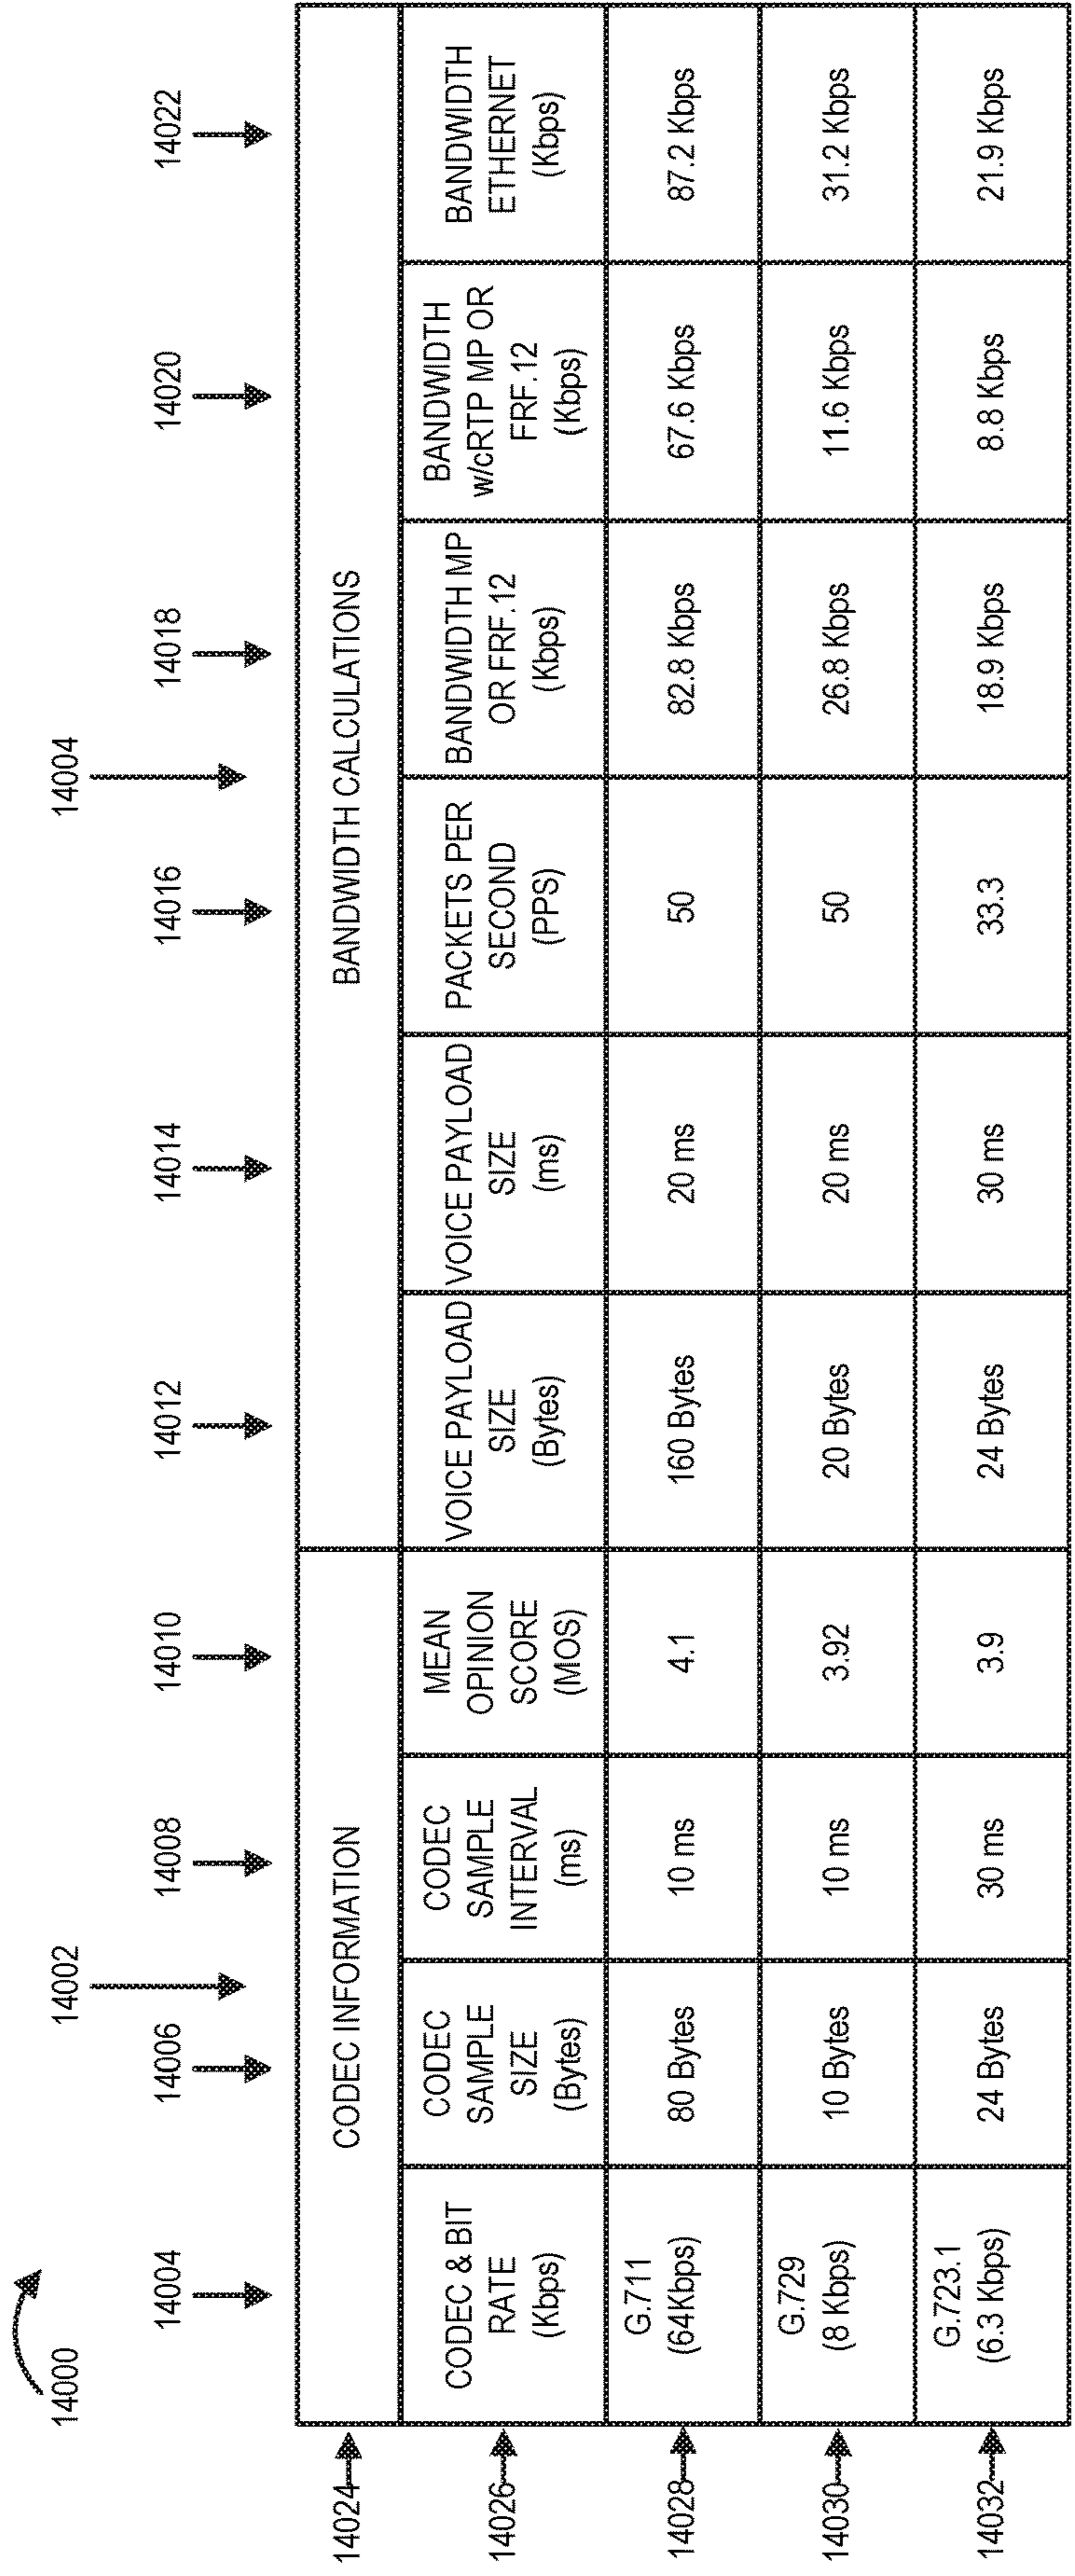 14000
14002
14004
14004
14006
14008
14010
14012
14014
14016
14018
14020
14022
14024
CODEC INFORMATION
BANDWIDTH CALCULATIONS
14026
CODEC & BIT
RATE
(Kbps)
CODEC
SAMPLE
SIZE
(Bytes)
CODEC
SAMPLE
INTERVAL
(ms)
MEAN
OPINION
SCORE
(MOS)
VOICE PAYLOAD
SIZE
(Bytes)
VOICE PAYLOAD
SIZE
(ms)
PACKETS PER
SECOND
(PPS)
BANDWIDTH MP
OR FRF.12
(Kbps)
BANDWIDTH
w/cRTP MP OR
FRF.12
(Kbps)
BANDWIDTH
ETHERNET
(Kbps)
14028
G.711
(64Kbps)
80 Bytes
10 ms
4.1
160 Bytes
20 ms
50
82.8 Kbps
67.6 Kbps
87.2 Kbps
14030
G.729
(8 Kbps)
10 Bytes
10 ms
3.92
20 Bytes
20 ms
50
26.8 Kbps
11.6 Kbps
31.2 Kbps
14032
G.723.1
(6.3 Kbps)
24 Bytes
30 ms
3.9
24 Bytes
30 ms
33.3
18.9 Kbps
8.8 Kbps
21.9 Kbps